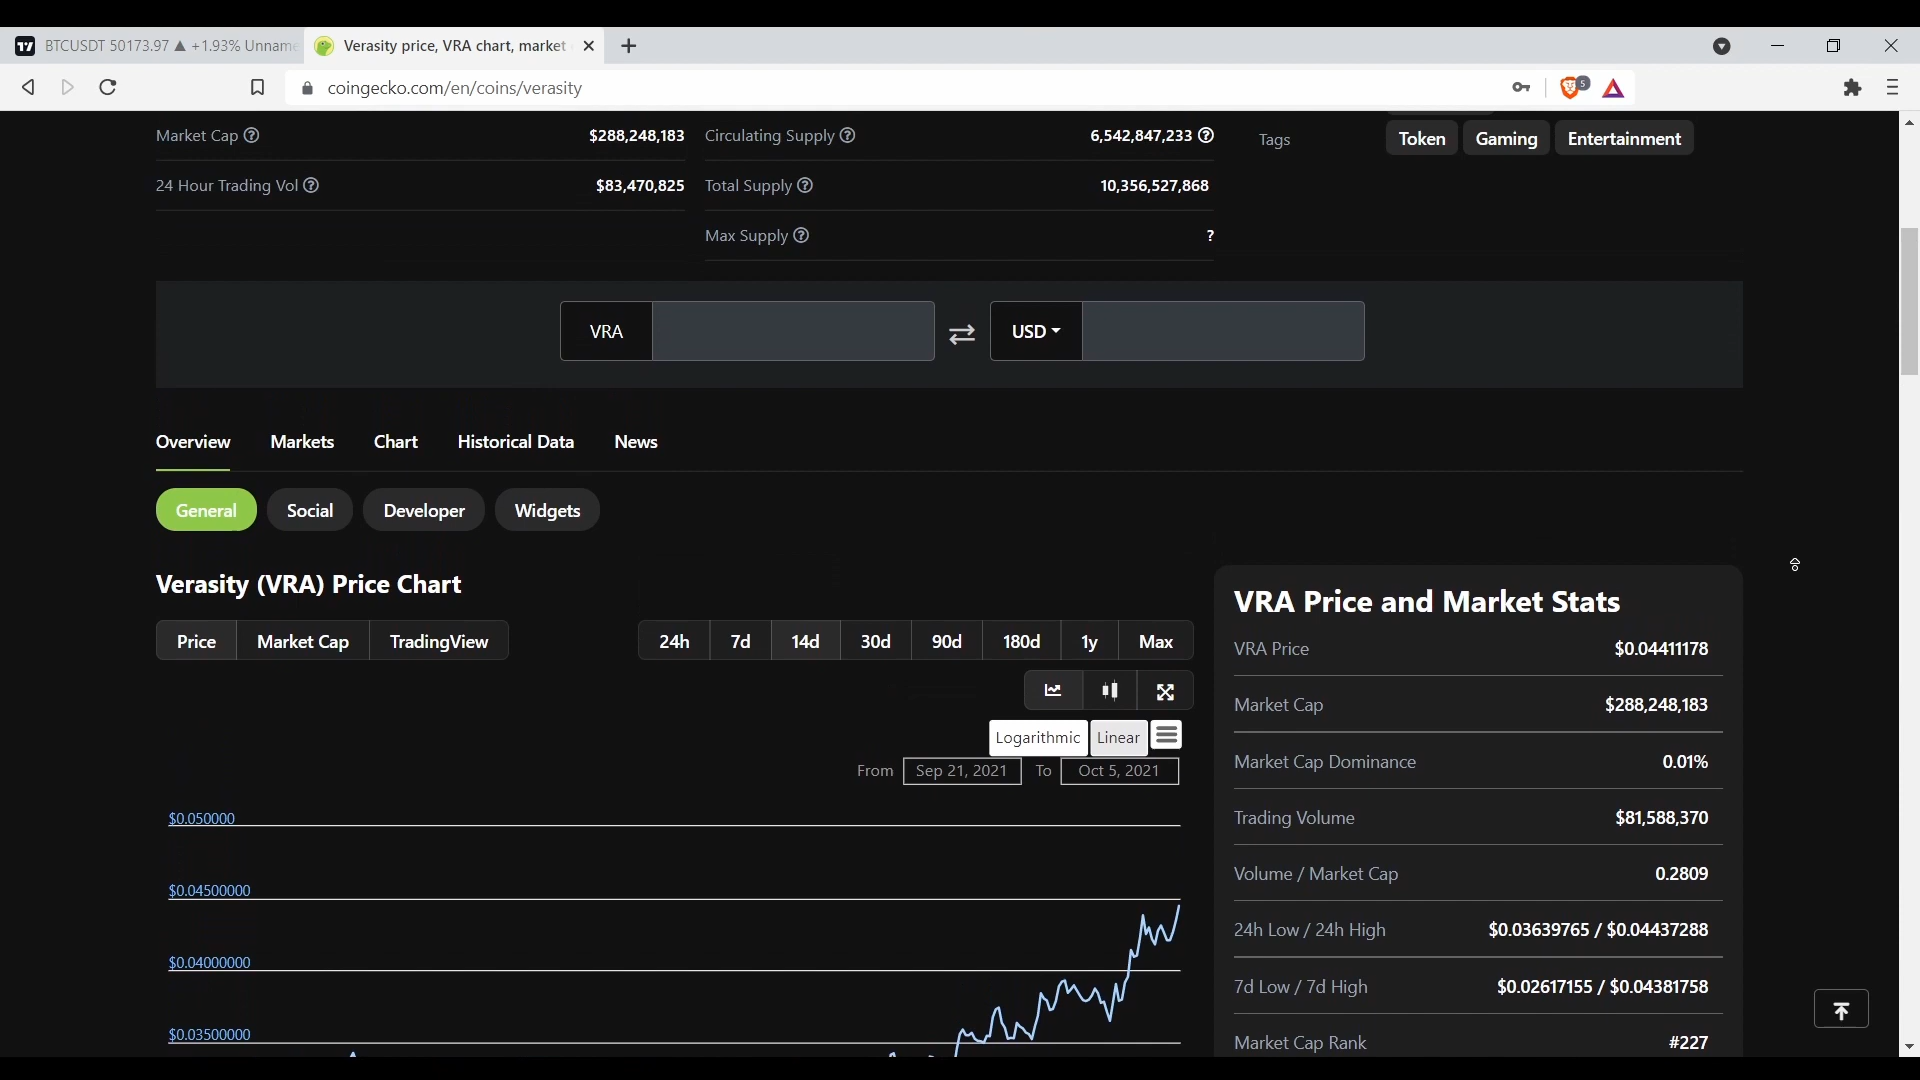 BTCUSDT 50173.97 ▲ +1.93% Unname
Verasity price, VRA chart, market
coingecko.com/en/coins/verasity
5
Market Cap
$288,248,183
Circulating Supply
6,542,847,233
Tags
Token
Gaming
Entertainment
24 Hour Trading Vol
$83,470,825
Total Supply
10,356,527,868
Max Supply
?
VRA
USD
Overview
Markets
Chart
Historical Data
News
General
Social
Developer
Widgets
Verasity (VRA) Price Chart
Price
Market Cap
TradingView
24h
7d
14d
30d
90d
180d
1y
Max
Logarithmic
Linear
From
Sep 21, 2021
To
Oct 5, 2021
$0.050000
$0.04500000
$0.04000000
$0.03500000
VRA Price and Market Stats
VRA Price
$0.04411178
Market Cap
$288,248,183
Market Cap Dominance
0.01%
Trading Volume
$81,588,370
Volume / Market Cap
0.2809
24h Low / 24h High
$0.03639765 / $0.04437288
7d Low / 7d High
$0.02617155 / $0.04381758
Market Cap Rank
#227